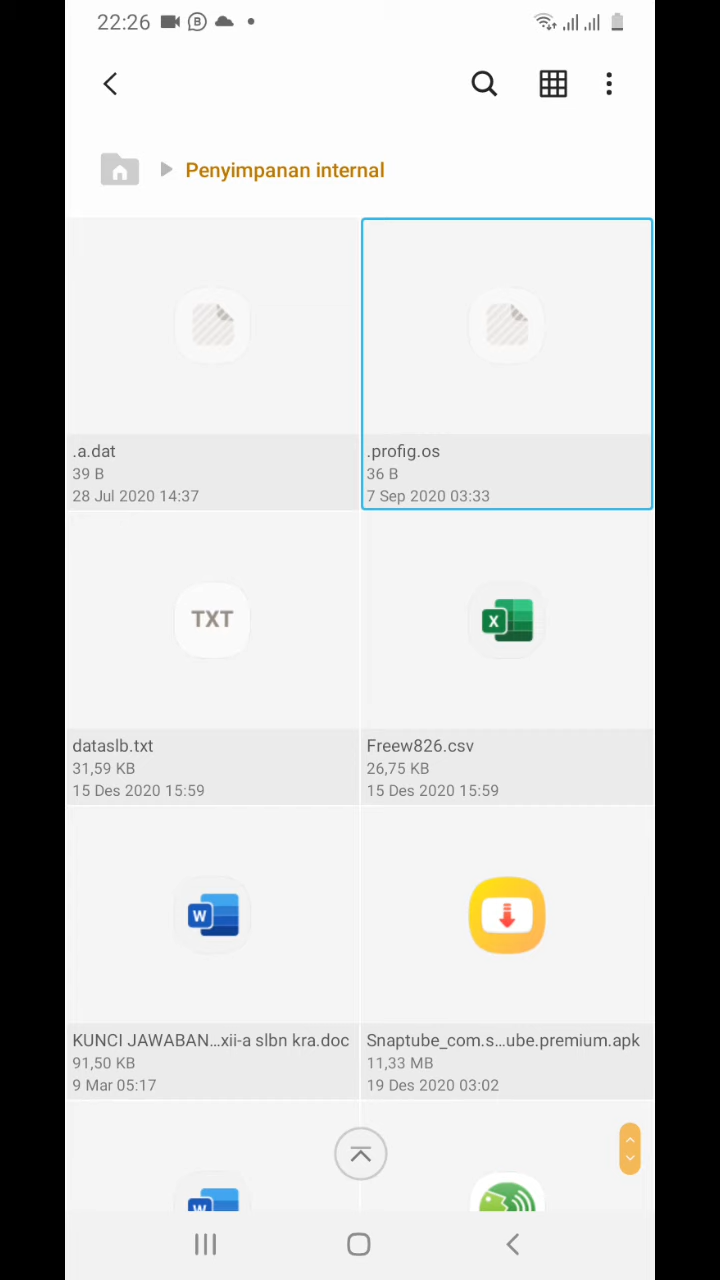 22:26
Penyimpanan internal
.a.dat
39 B
28 Jul 2020 14:37
.profig.os
36 B
7 Sep 2020 03:33
TXT
X
dataslb.txt
31,59 KB
15 Des 2020 15:59
Freew826.csv
26,75 KB
15 Des 2020 15:59
W
KUNCI JAWABAN...xii-a slbn kra.doc
91,50 KB
9 Mar 05:17
Snaptube_com.s...ube.premium.apk
11,33 MB
19 Des 2020 03:02
W